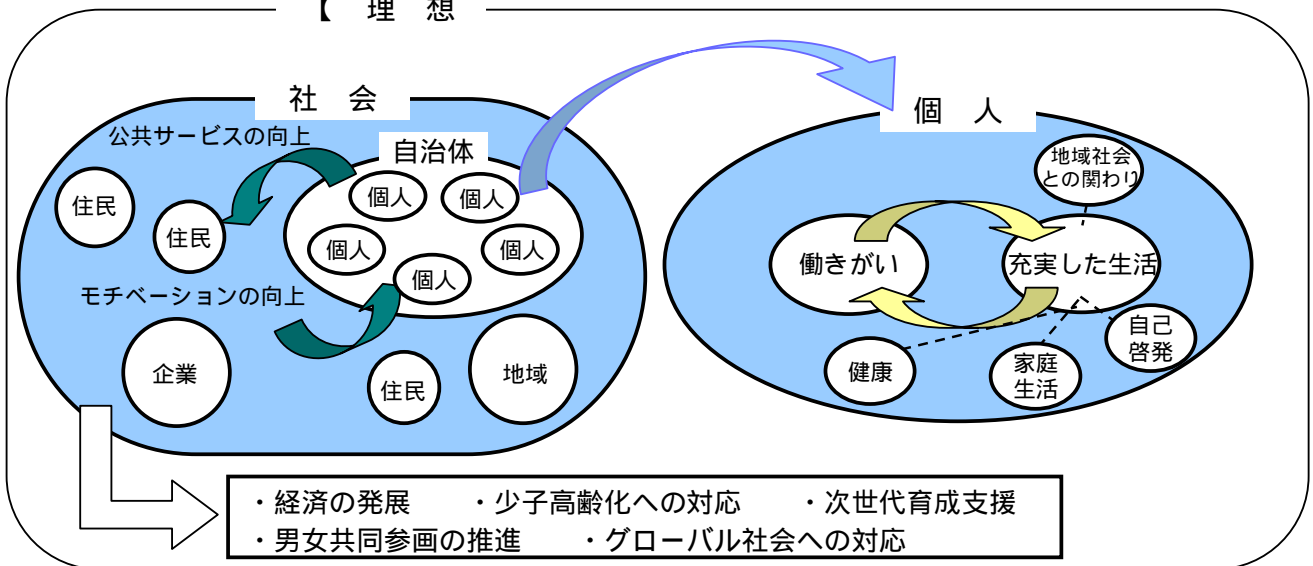 【 理 想
社 会
公共サービスの向上
自治体
個人
個人
個人
個人
個人
住民
住民
モチベーションの向上
企業
住民
地域
個 人
地域社会
との関わり
働きがい
充実した生活
健康
家庭
生活
自己
啓発
・経済の発展 ・少子高齢化への対応 ・次世代育成支援
・男女共同参画の推進 ・グローバル社会への対応